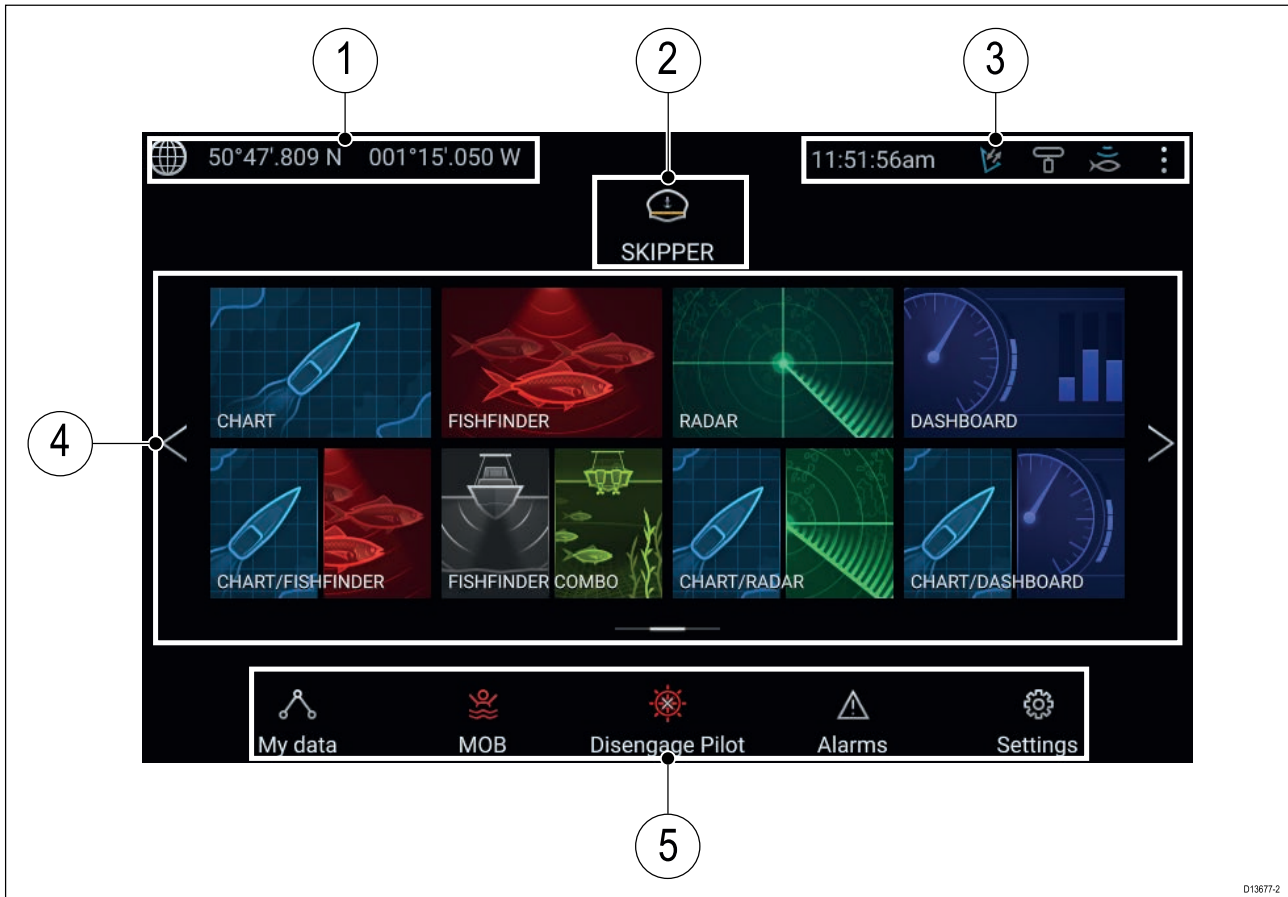 1
2
3
50°47'.809 N 001°15'.050 W
11:51:56am
SKIPPER
CHART
FISHFINDER
RADAR
DASHBOARD
4
CHART/FISHFINDER
FISHFINDER COMBO
CHART/RADAR
CHART/DASHBOARD
My data
MOB
Disengage Pilot
Alarms
Settings
5
D13677-2